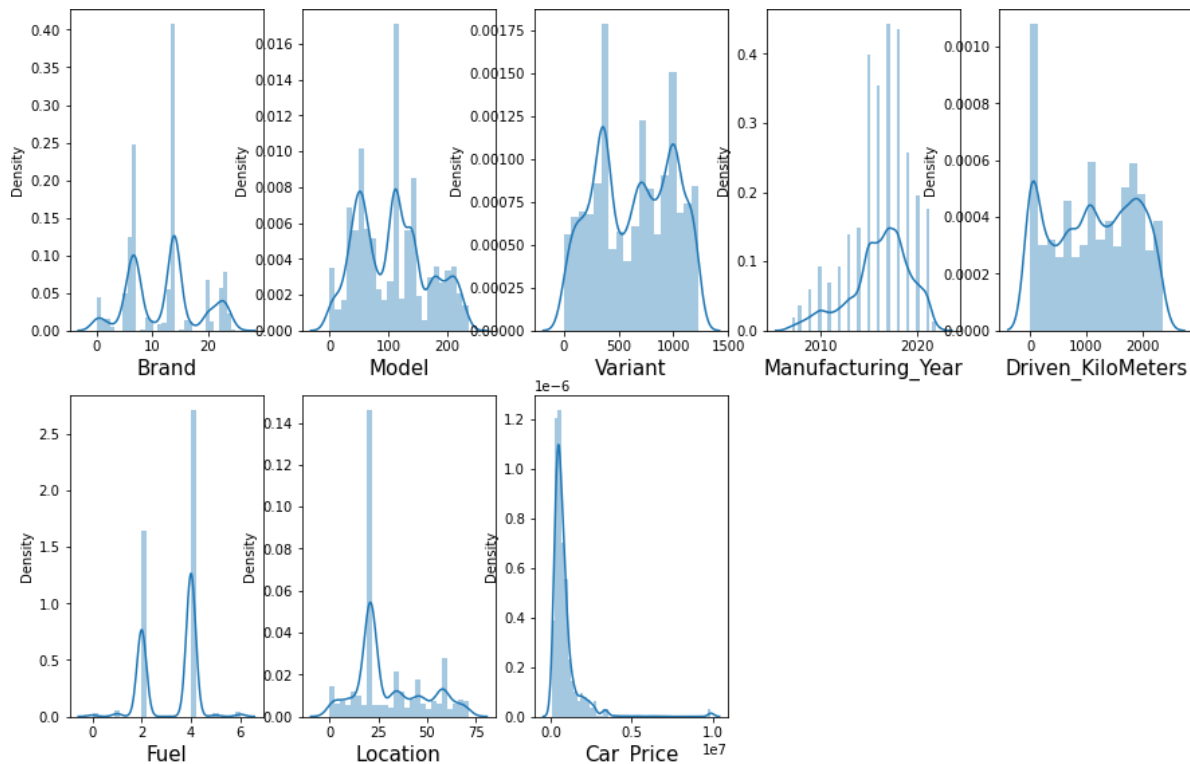 0.40
0.35
0.30
0.25
0.20
0.15
0.10
0.05
0.00
Density
0 10 20
Brand
0.016
0.014
0.012
0.010
0.008
0.006
0.004
0.002
0.000
Density
0 100 200
Model
0.00175
0.00150
0.00125
0.00100
0.00075
0.00050
0.00025
0.00000
Density
0 500 1000 1500
Variant
0.4
0.3
0.2
0.1
0.0
Density
2010 2020
Manufacturing_Year
0.0010
0.0008
0.0006
0.0004
0.0002
0.0000
Density
0 1000 2000
Driven_KiloMeters
2.5
2.0
1.5
1.0
0.5
0.0
Density
0 2 4 6
Fuel
0.14
0.12
0.10
0.08
0.06
0.04
0.02
0.00
Density
0 25 50 75
Location
1e-6
1.2
1.0
0.8
0.6
0.4
0.2
0.0
Density
0.0 0.5 1.0
1e7
Car_Price